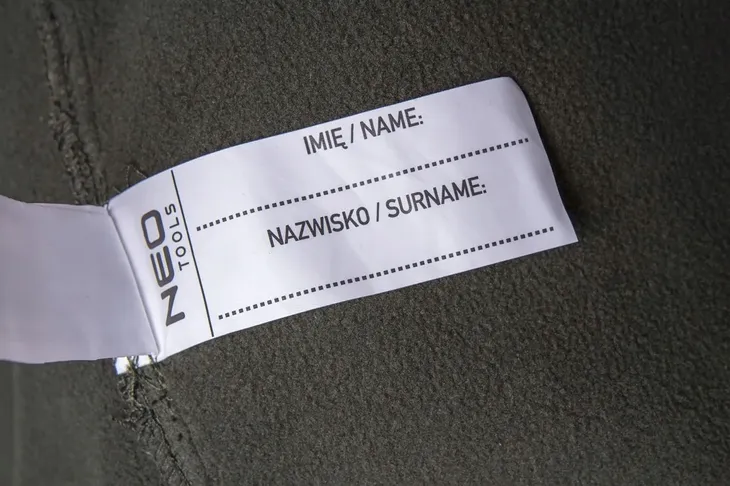 NEO
TOOLS
IMIĘ / NAME:
NAZWISKO / SURNAME: